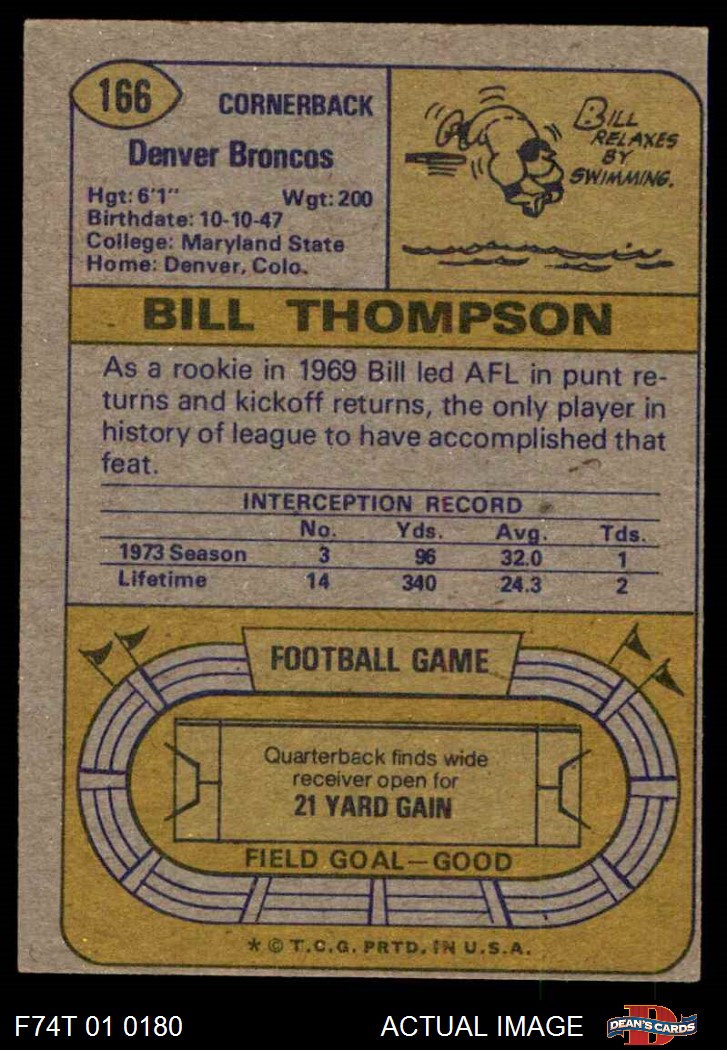 166
CORNERBACK
Denver Broncos
Hgt: 6'1" Wgt: 200
Birthdate: 10-10-47
College: Maryland State
Home: Denver, Colo.
BILL
RELAXES
BY
SWIMMING.
BILL THOMPSON
As a rookie in 1969 Bill led AFL in punt re-
turns and kickoff returns, the only player in
history of league to have accomplished that
feat.
INTERCEPTION RECORD
No. Yds. Avg. Tds.
1973 Season 3 96 32.0 1
Lifetime 14 340 24.3 2
FOOTBALL GAME
Quarterback finds wide
receiver open for
21 YARD GAIN
FIELD GOAL—GOOD
* © T.C.G. PRTD. IN U.S.A.
F74T 01 0180 ACTUAL IMAGE D DEAN'S CARDS